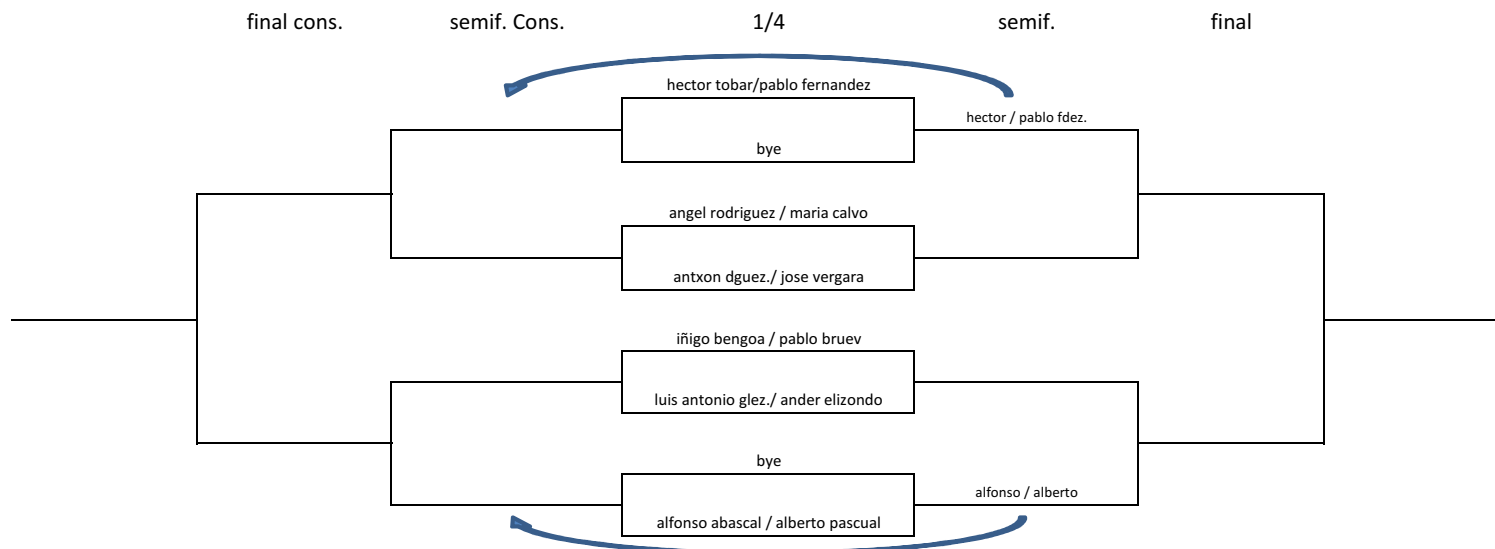 final cons. semif. Cons. 1/4 semif. final
hector tobar/pablo fernandez
hector / pablo fdez.
bye
angel rodriguez / maria calvo
antxon dguez./ jose vergara
iñigo bengoa / pablo bruev
luis antonio glez./ ander elizondo
bye
alfonso / alberto
alfonso abascal / alberto pascual